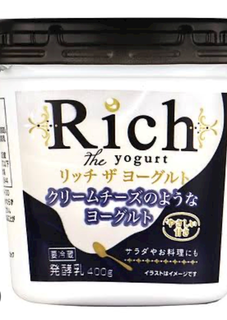 Rich
the yogurt
リッチ ザ ヨーグルト
クリームチーズのような
ヨーグルト
サラダやお料理にも
要冷蔵
発酵乳 400g
イラストはイメージです